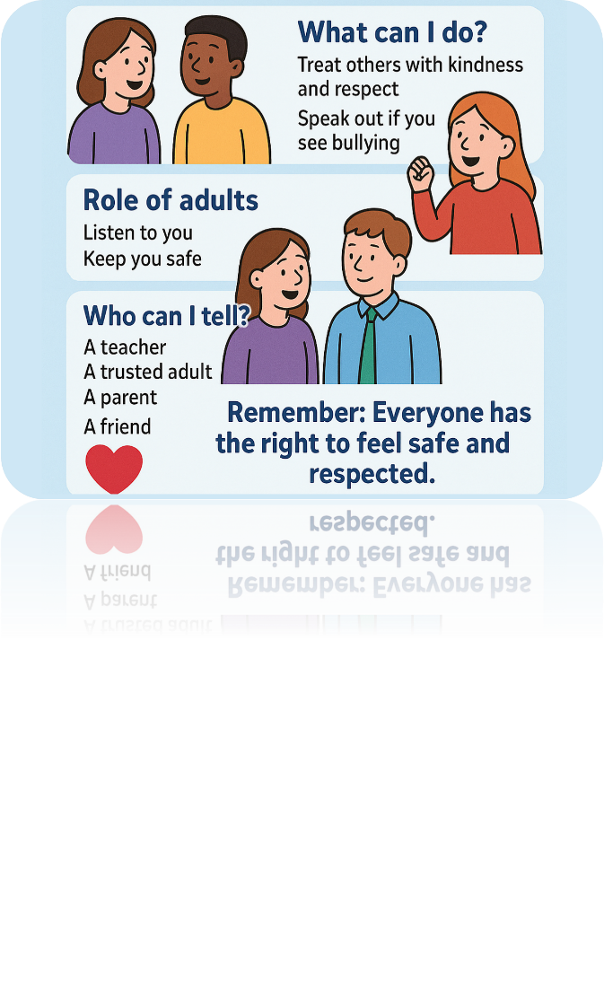 What can I do?
Treat others with kindness
and respect
Speak out if you
see bullying
Role of adults
Listen to you
Keep you safe
Who can I tell?
A teacher
A trusted adult
A parent
A friend
Remember: Everyone has
the right to feel safe and
respected.